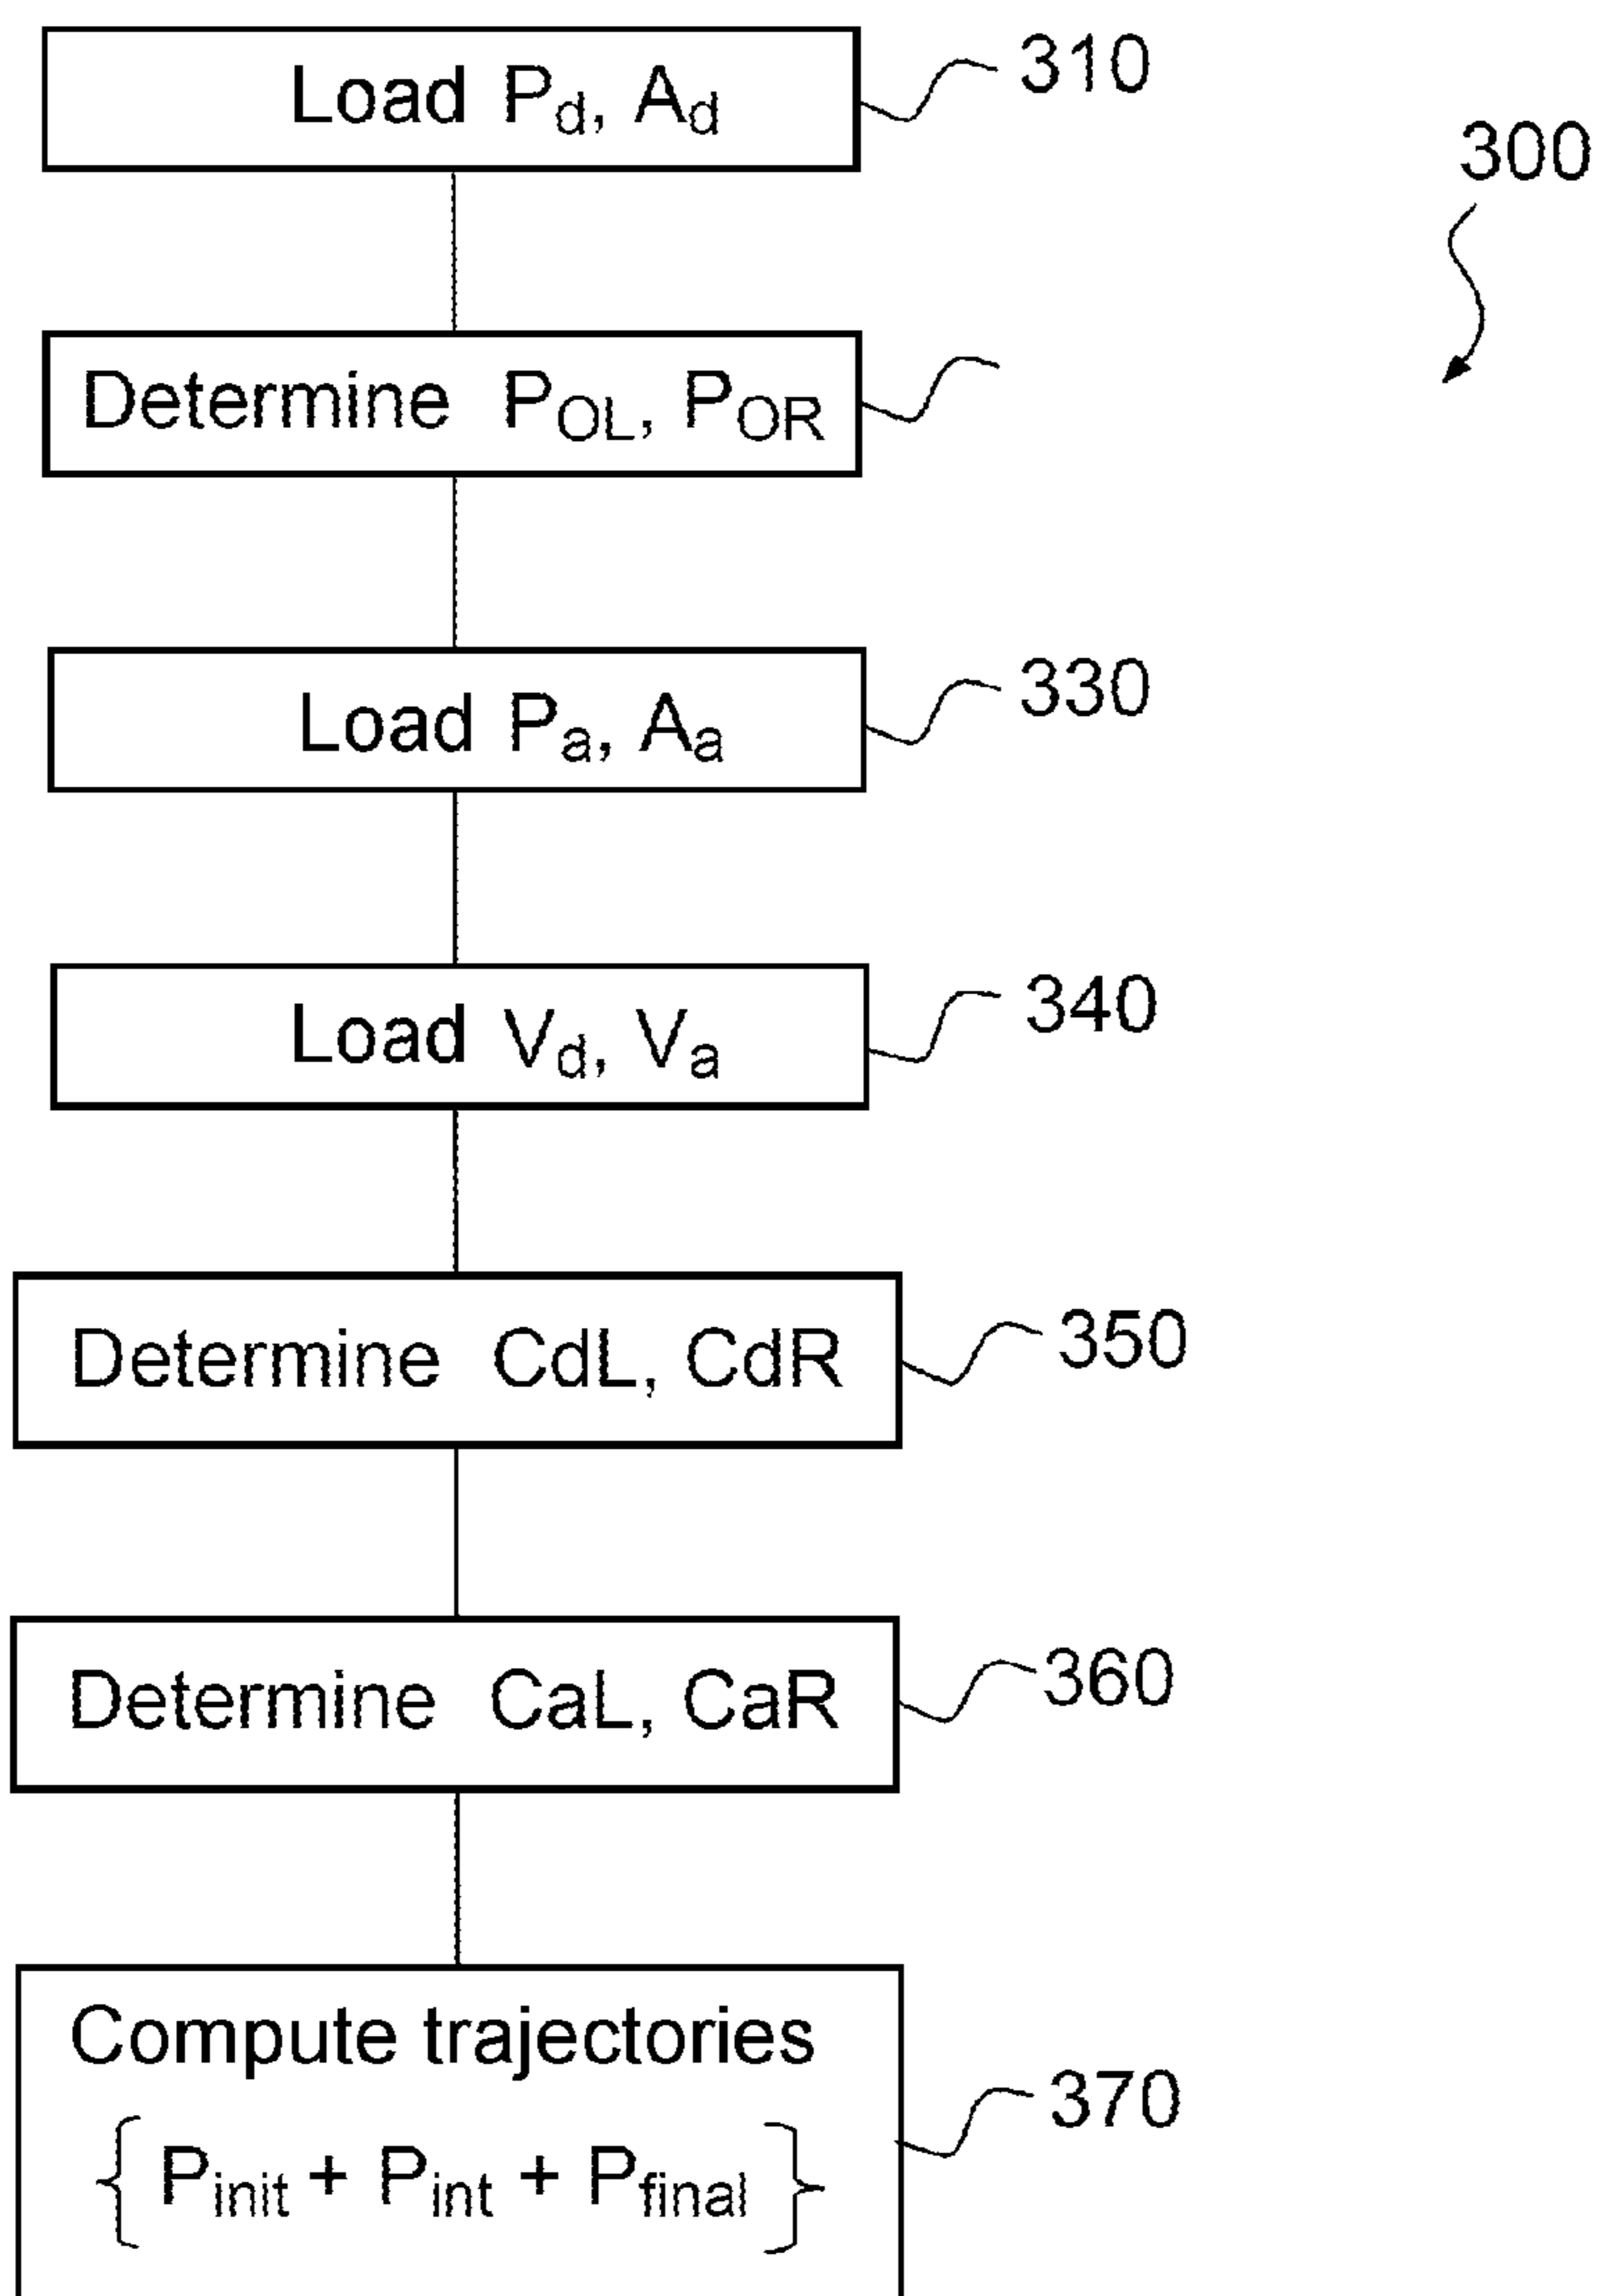 Load Pd, Ad
310
300
Determine POL, POR
Load Pa, Aa
330
Load Vd, Va
340
Determine CdL, CdR
350
Determine CaL, CaR
360
Compute trajectories
370
{ Pinit + Pint + Pfinal }